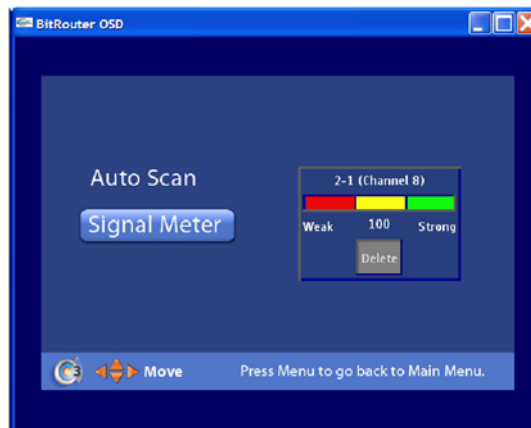 BitRouter OSD
Auto Scan
Signal Meter
2-1 (Channel 8)
Weak 100 Strong
Delete
Move Press Menu to go back to Main Menu.